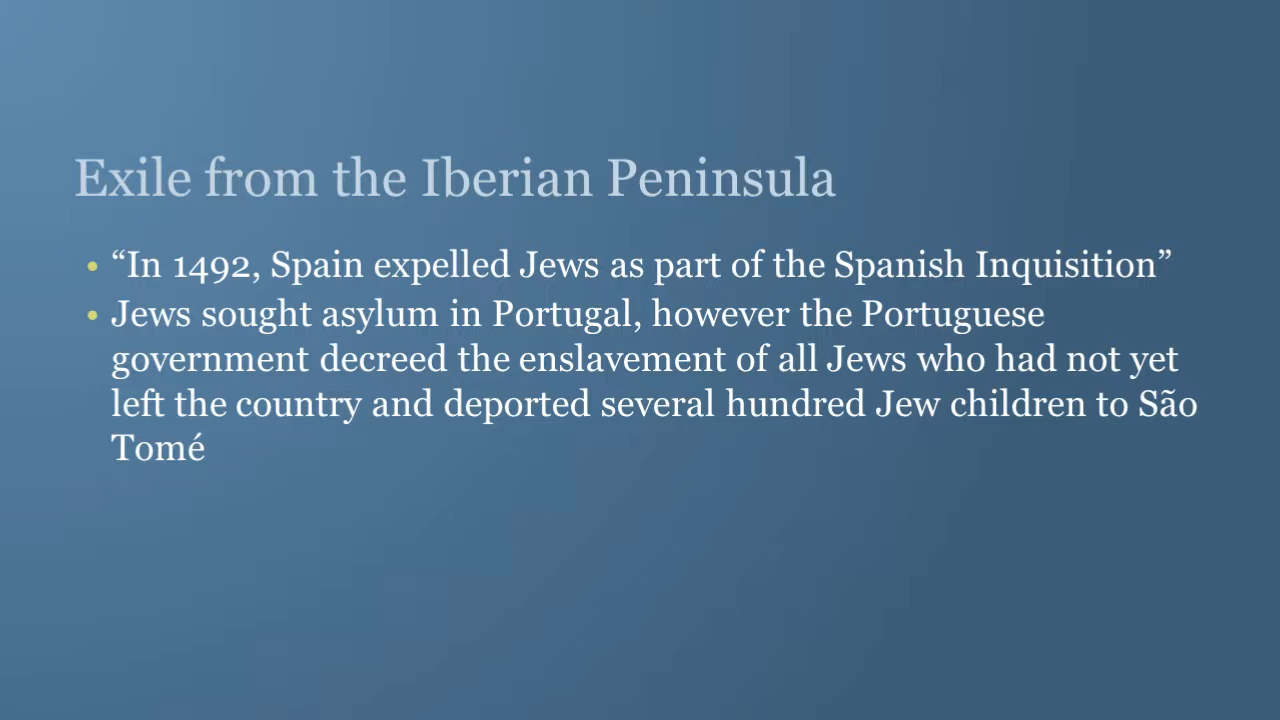 Exile from the Iberian Peninsula
• “In 1492, Spain expelled Jews as part of the Spanish Inquisition”
• Jews sought asylum in Portugal, however the Portuguese
government decreed the enslavement of all Jews who had not yet
left the country and deported several hundred Jew children to São
Tomé